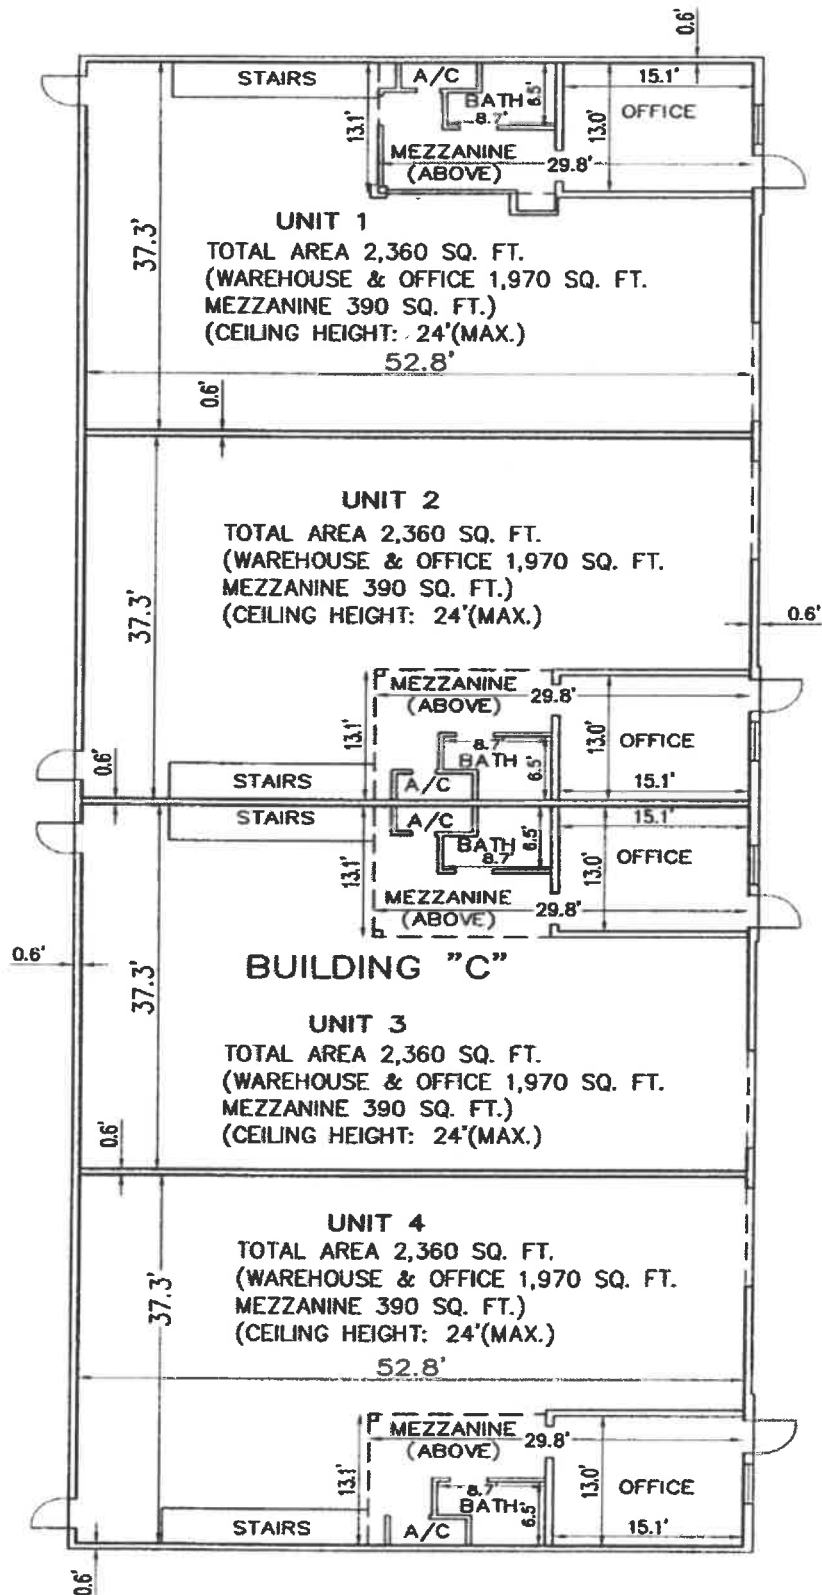 0.6'
STAIRS
A/C
BATH
8.7'
6.5'
15.1'
OFFICE
13.1'
13.0'
MEZZANINE
(ABOVE)
29.8'
37.3'
UNIT 1
TOTAL AREA 2,360 SQ. FT.
(WAREHOUSE & OFFICE 1,970 SQ. FT.
MEZZANINE 390 SQ. FT.)
(CEILING HEIGHT: 24'(MAX.)
52.8'
0.6'
UNIT 2
TOTAL AREA 2,360 SQ. FT.
(WAREHOUSE & OFFICE 1,970 SQ. FT.
MEZZANINE 390 SQ. FT.)
(CEILING HEIGHT: 24'(MAX.)
37.3'
0.6'
MEZZANINE
(ABOVE)
29.8'
13.1'
13.0'
OFFICE
8.7'
BATH
6.5'
0.6'
STAIRS
A/C
15.1'
STAIRS
A/C
BATH
8.7'
6.5'
15.1'
OFFICE
13.1'
13.0'
MEZZANINE
(ABOVE)
29.8'
0.6'
37.3'
BUILDING "C"
UNIT 3
TOTAL AREA 2,360 SQ. FT.
(WAREHOUSE & OFFICE 1,970 SQ. FT.
MEZZANINE 390 SQ. FT.)
(CEILING HEIGHT: 24'(MAX.)
0.6'
UNIT 4
TOTAL AREA 2,360 SQ. FT.
(WAREHOUSE & OFFICE 1,970 SQ. FT.
MEZZANINE 390 SQ. FT.)
(CEILING HEIGHT: 24'(MAX.)
37.3'
52.8'
MEZZANINE
(ABOVE)
29.8'
13.1'
13.0'
OFFICE
8.7'
BATH
6.5'
STAIRS
A/C
15.1'
0.6'